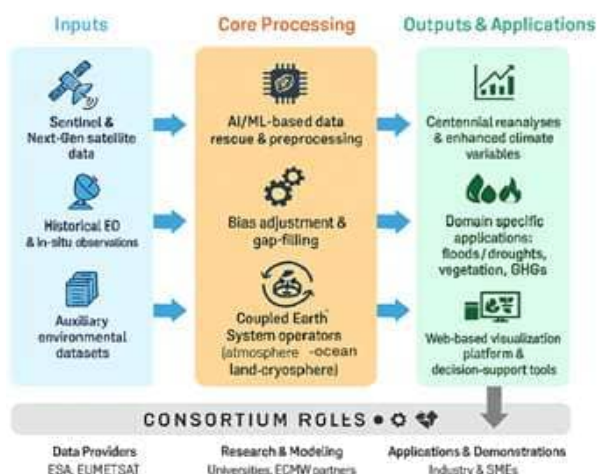 Inputs
Core Processing
Outputs & Applications
Sentinel &
Next-Gen satellite
data
AI/ML-based data
rescue & preprocessing
Centennial reanalyses
& enhanced climate
variables
Historical EO
& in-situ observations
Bias adjustment &
gap-filling
Domain specific
applications:
floods/droughts,
vegetation, GHGs
Auxiliary
environmental
datasets
Coupled Earth
System operators
(atmosphere -ocean
land-cryosphere)
Web-based visualization
platform &
decision-support tools
CONSORTIUM ROLES
Data Providers
ESA, EUMETSAT
Research & Modeling
Universities, ECMW partners
Applications & Demonstrations
Industry & SMEs